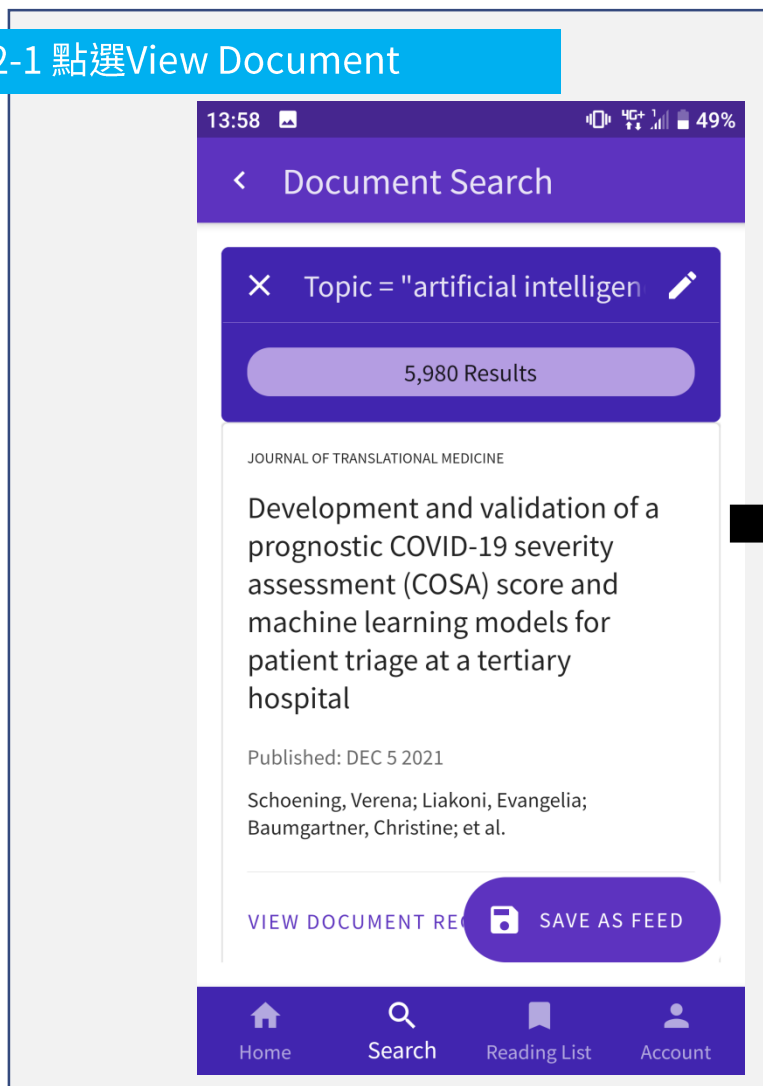 2-1 點選View Document
13:58 4G+ 49%
Document Search
Topic = "artificial intelligen
5,980 Results
JOURNAL OF TRANSLATIONAL MEDICINE
Development and validation of a
prognostic COVID-19 severity
assessment (COSA) score and
machine learning models for
patient triage at a tertiary
hospital
Published: DEC 5 2021
Schoening, Verena; Liakoni, Evangelia;
Baumgartner, Christine; et al.
VIEW DOCUMENT REC
SAVE AS FEED
Home Search Reading List Account